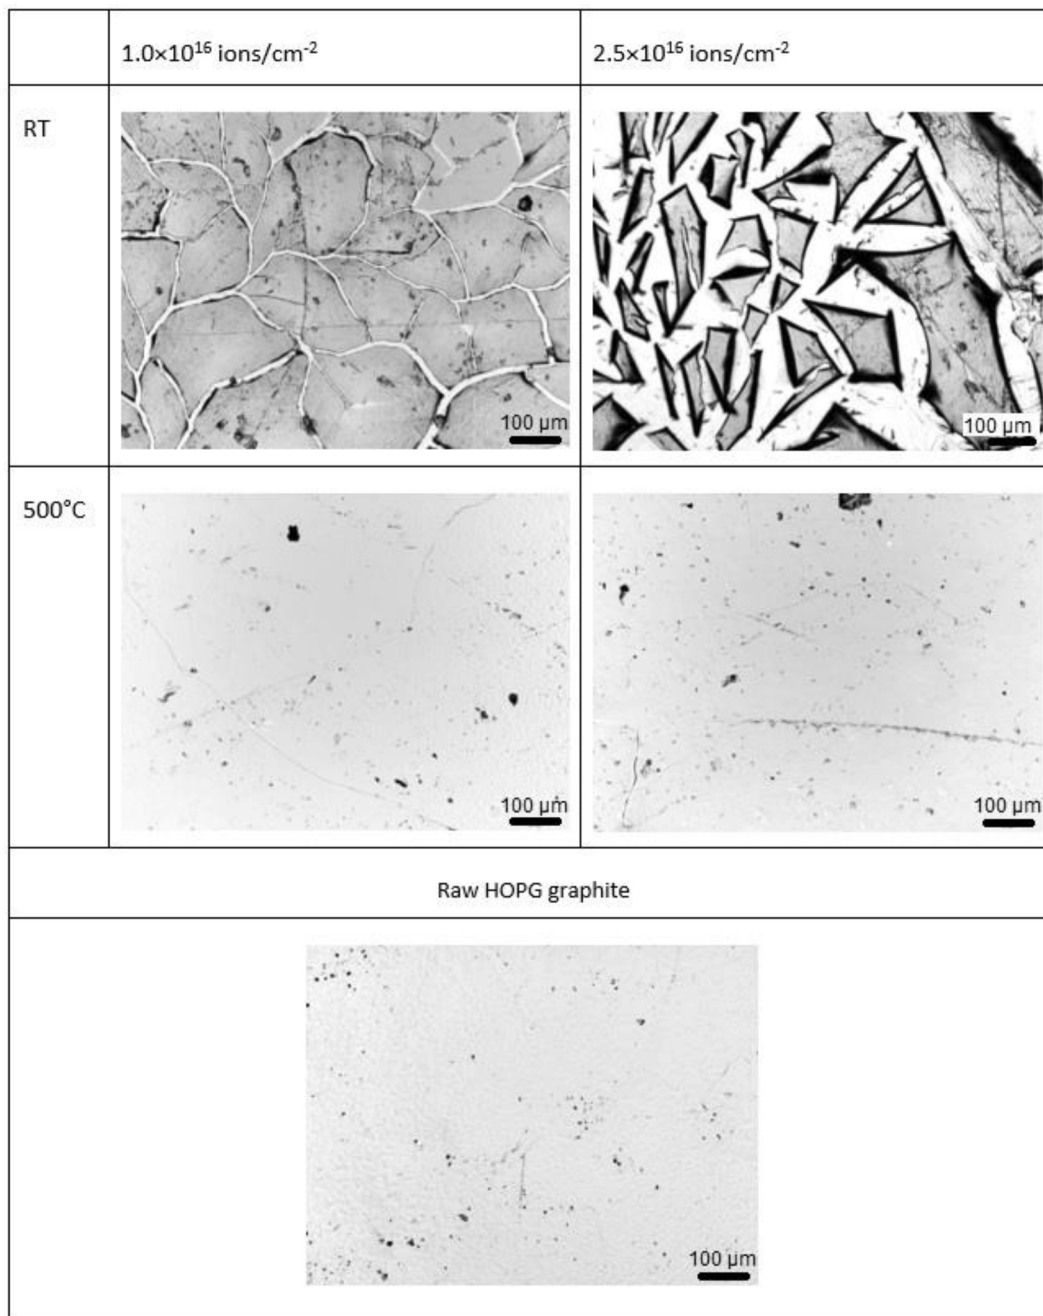 1.0×10¹⁶ ions/cm⁻²
2.5×10¹⁶ ions/cm⁻²
RT
100 µm
100 µm
500°C
100 µm
100 µm
Raw HOPG graphite
100 µm